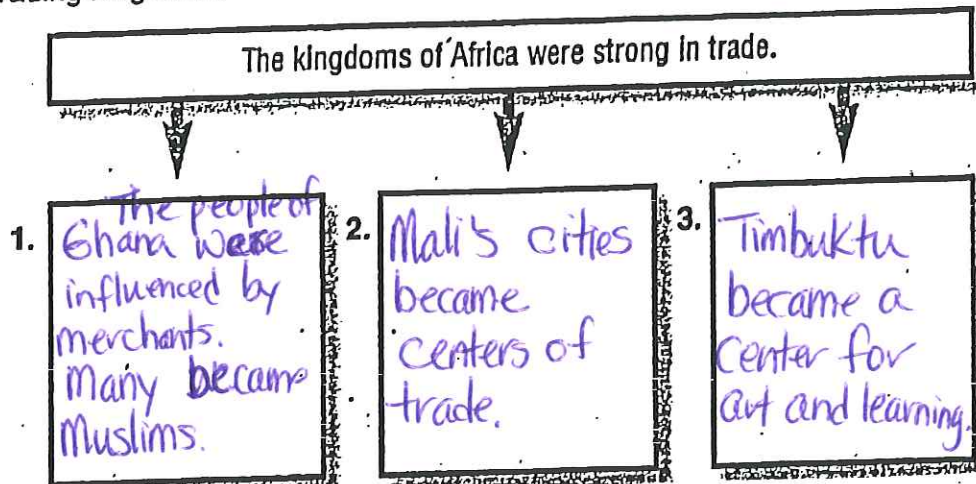 The kingdoms of Africa were strong in trade.
1.
The people of
Ghana were
influenced by
merchants.
Many became
Muslims.
2.
Mali's cities
became
centers of
trade.
3.
Timbuktu
became a
center for
art and learning.